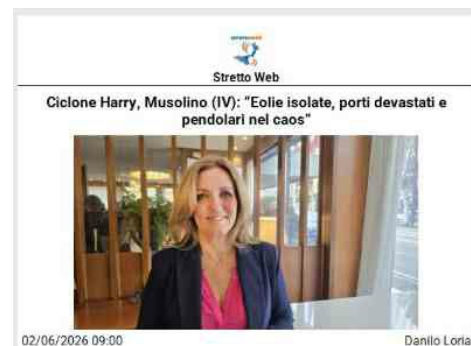 Stretto Web
Ciclone Harry, Musolino (IV): “Eolie isolate, porti devastati e
pendolari nel caos”
02/06/2026 09:00
Danilo Loria